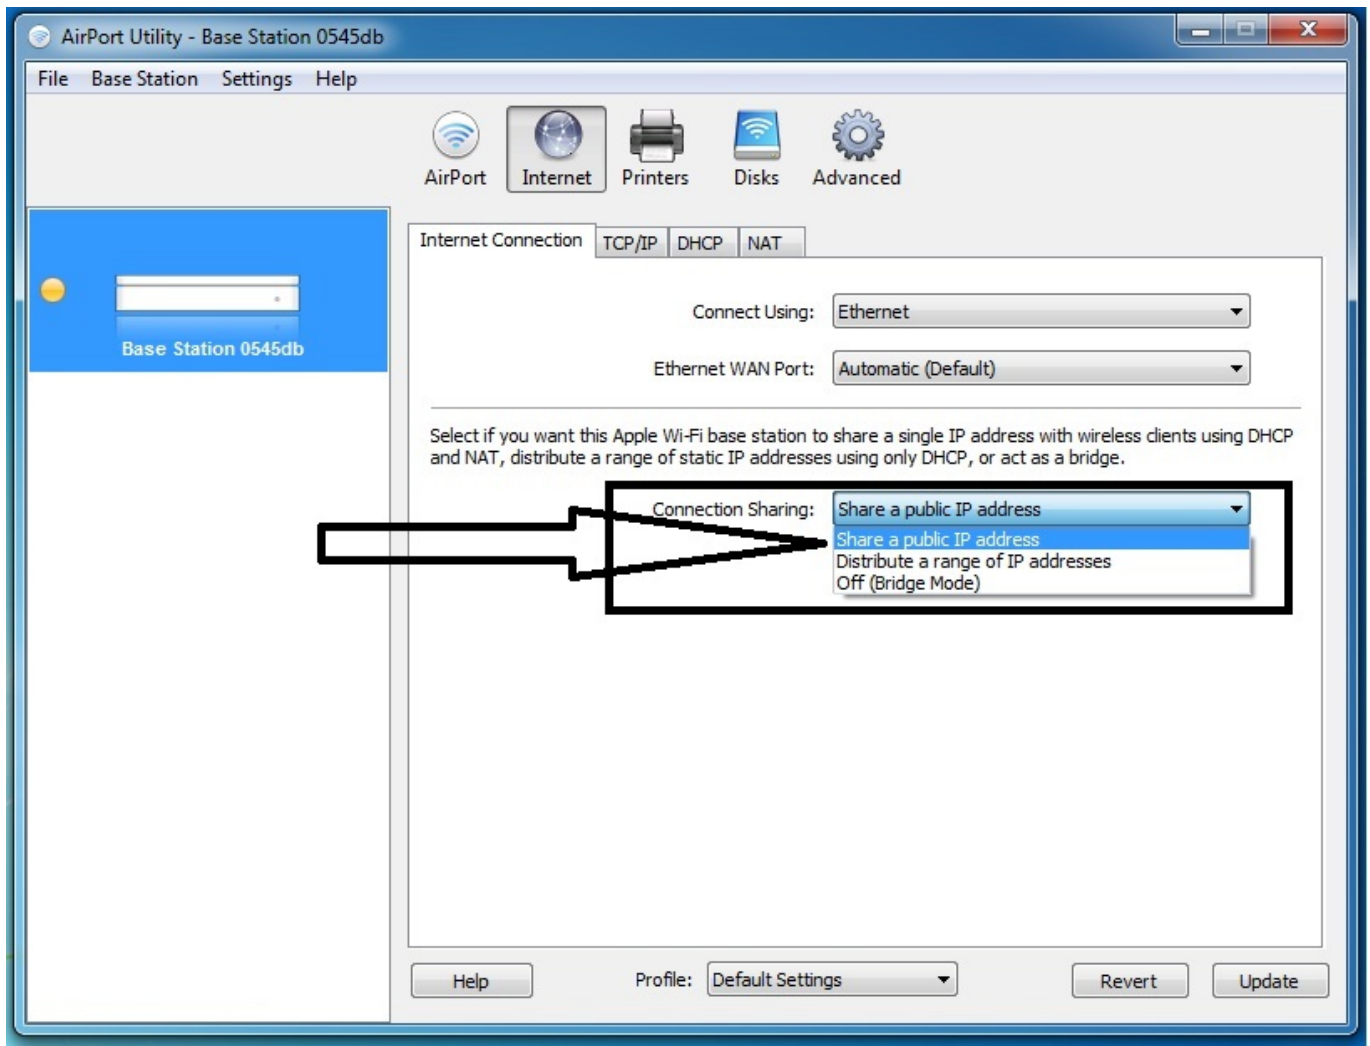 AirPort Utility - Base Station 0545db
File Base Station Settings Help
AirPort Internet Printers Disks Advanced
Base Station 0545db
Internet Connection TCP/IP DHCP NAT
Connect Using: Ethernet
Ethernet WAN Port: Automatic (Default)
Select if you want this Apple Wi-Fi base station to share a single IP address with wireless clients using DHCP
and NAT, distribute a range of static IP addresses using only DHCP, or act as a bridge.
Connection Sharing: Share a public IP address
Share a public IP address
Distribute a range of IP addresses
Off (Bridge Mode)
Help Profile: Default Settings Revert Update